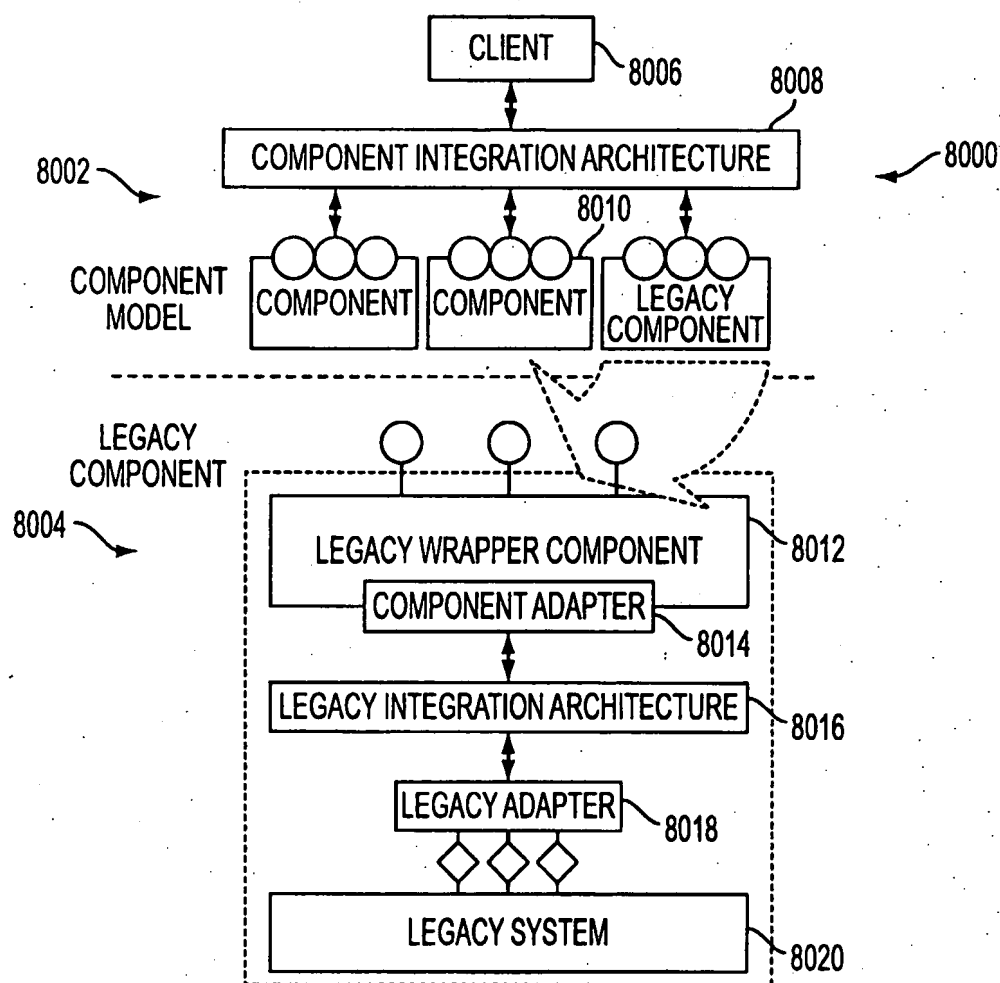 CLIENT
8006
8008
COMPONENT INTEGRATION ARCHITECTURE
8000
8002
8010
COMPONENT
MODEL
COMPONENT
COMPONENT
LEGACY
COMPONENT
LEGACY
COMPONENT
8004
LEGACY WRAPPER COMPONENT
8012
COMPONENT ADAPTER
8014
LEGACY INTEGRATION ARCHITECTURE
8016
LEGACY ADAPTER
8018
LEGACY SYSTEM
8020